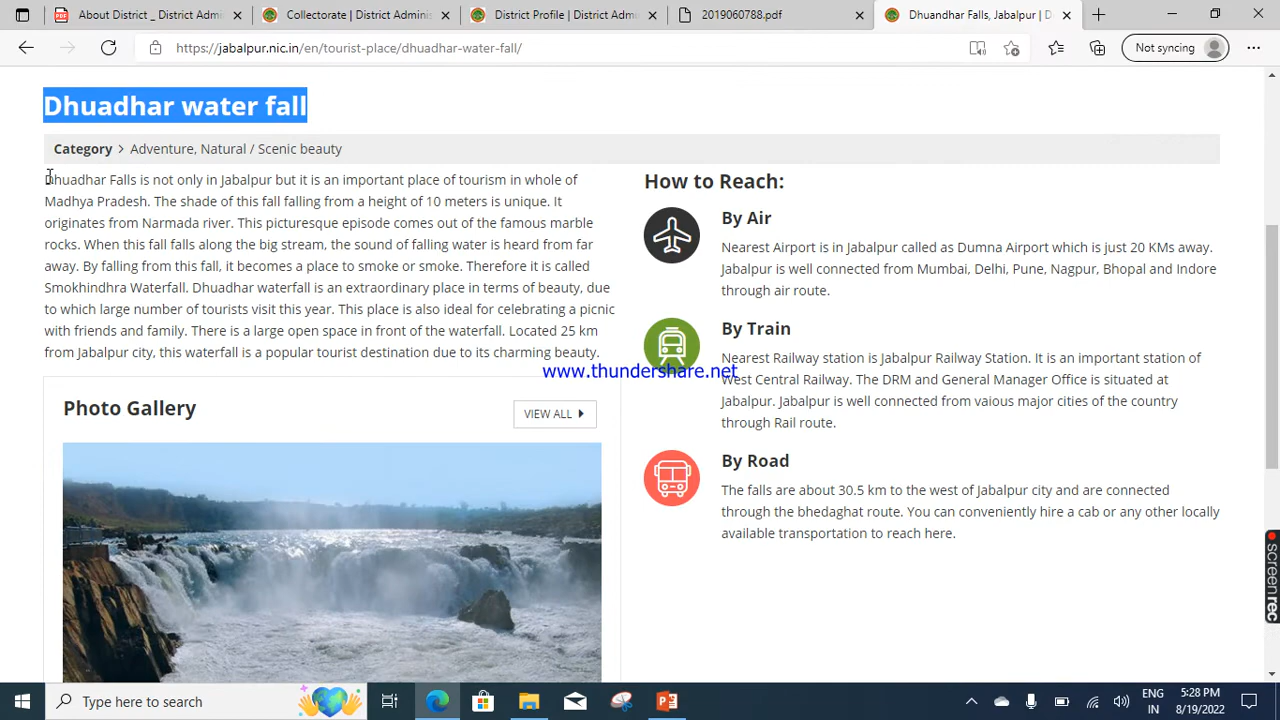 About District _ District Admin
Collectorate | District Adminis
District Profile | District Adm
2019060788.pdf
Dhuandhar Falls, Jabalpur | D
https://jabalpur.nic.in/en/tourist-place/dhuadhar-water-fall/
Not syncing
Dhuadhar water fall
Category > Adventure, Natural / Scenic beauty
Dhuadhar Falls is not only in Jabalpur but it is an important place of tourism in whole of
Madhya Pradesh. The shade of this fall falling from a height of 10 meters is unique. It
originates from Narmada river. This picturesque episode comes out of the famous marble
rocks. When this fall falls along the big stream, the sound of falling water is heard from far
away. By falling from this fall, it becomes a place to smoke or smoke. Therefore it is called
Smokhindhra Waterfall. Dhuadhar waterfall is an extraordinary place in terms of beauty, due
to which large number of tourists visit this year. This place is also ideal for celebrating a picnic
with friends and family. There is a large open space in front of the waterfall. Located 25 km
from Jabalpur city, this waterfall is a popular tourist destination due to its charming beauty.
Photo Gallery
VIEW ALL
How to Reach:
By Air
Nearest Airport is in Jabalpur called as Dumna Airport which is just 20 KMs away.
Jabalpur is well connected from Mumbai, Delhi, Pune, Nagpur, Bhopal and Indore
through air route.
By Train
Nearest Railway station is Jabalpur Railway Station. It is an important station of
West Central Railway. The DRM and General Manager Office is situated at
Jabalpur. Jabalpur is well connected from vaious major cities of the country
through Rail route.
By Road
The falls are about 30.5 km to the west of Jabalpur city and are connected
through the bhedaghat route. You can conveniently hire a cab or any other locally
available transportation to reach here.
www.thundershare.net
screenrec
Type here to search
ENG
IN
5:28 PM
8/19/2022